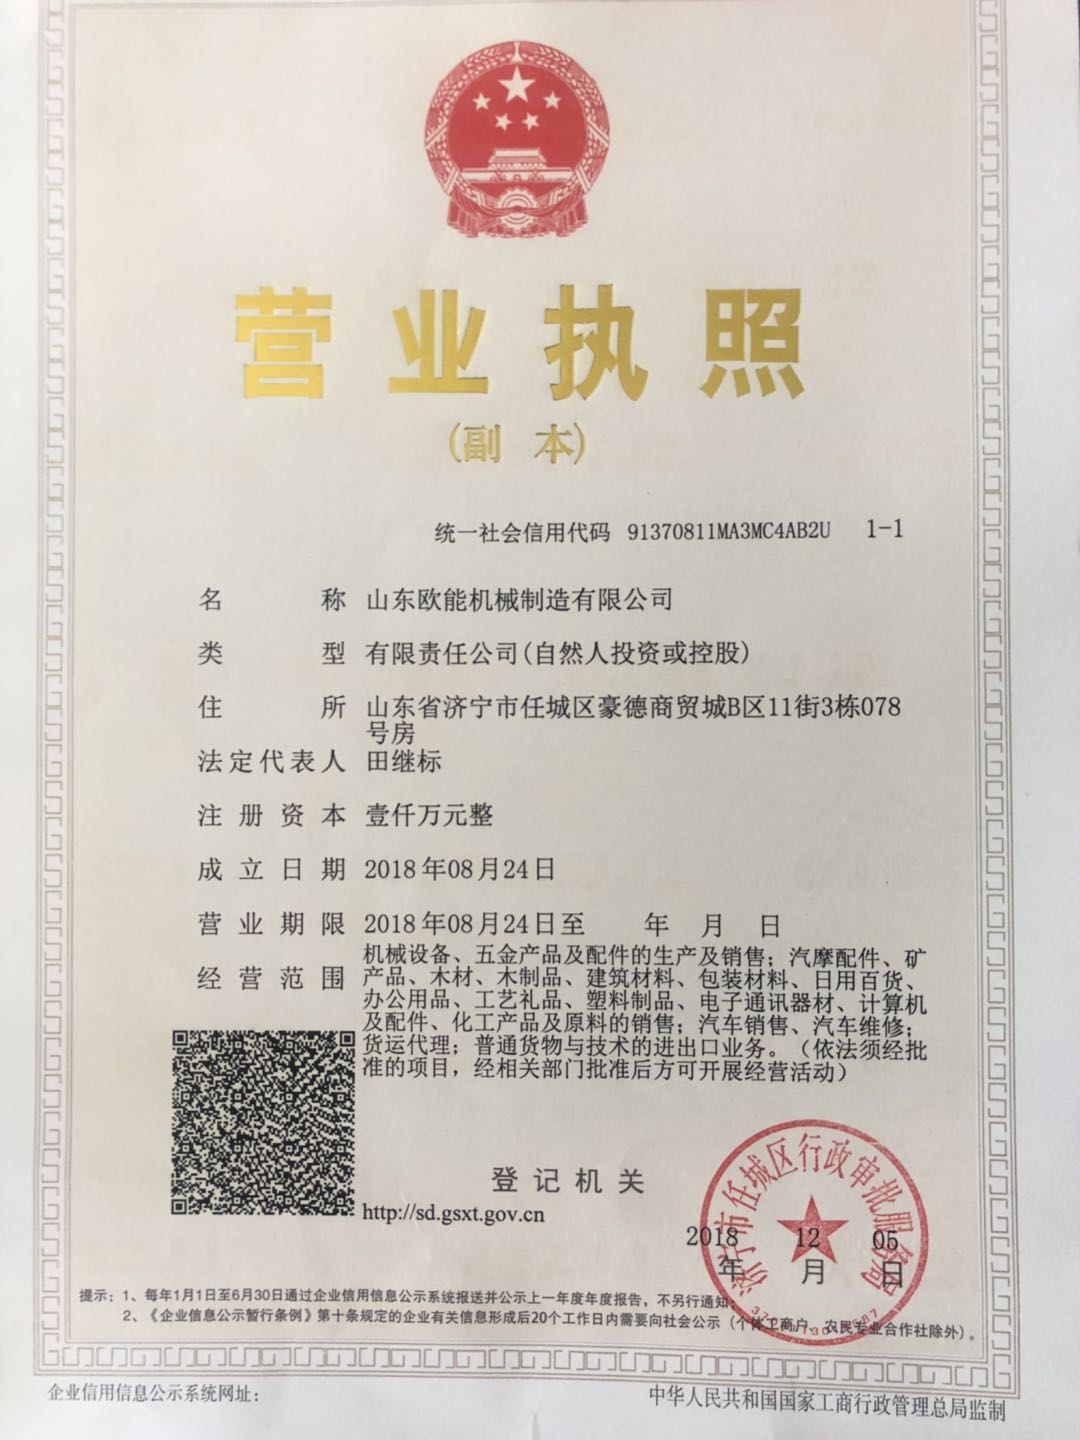 营业执照
(副 本)
统一社会信用代码 91370811MA3MC4AB2U 1-1
名称 山东欧能机械制造有限公司
类型 有限责任公司(自然人投资或控股)
住所 山东省济宁市任城区豪德商贸城B区11街3栋078
号房
法定代表人 田继标
注册资本 壹仟万元整
成立日期 2018年08月24日
营业期限 2018年08月24日至 年 月 日
经营范围 机械设备、五金产品及配件的生产及销售；汽摩配件、矿
产品、木材、木制品、建筑材料、包装材料、日用百货、
办公用品、工艺礼品、塑料制品、电子通讯器材、计算机
及配件、化工产品及原料的销售；汽车销售、汽车维修；
货运代理；普通货物与技术的进出口业务。（依法须经批
准的项目，经相关部门批准后方可开展经营活动）
登记机关
http://sd.gsxt.gov.cn
济宁市任城区行政审批服务局
2018年 12月 05日
提示：1、每年1月1日至6月30日通过企业信用信息公示系统报送并公示上一年度年度报告，不另行通知；
2、《企业信息公示暂行条例》第十条规定的企业有关信息形成后20个工作日内需要向社会公示（个体工商户、农民专业合作社除外）。
企业信用信息公示系统网址：
中华人民共和国国家工商行政管理总局监制